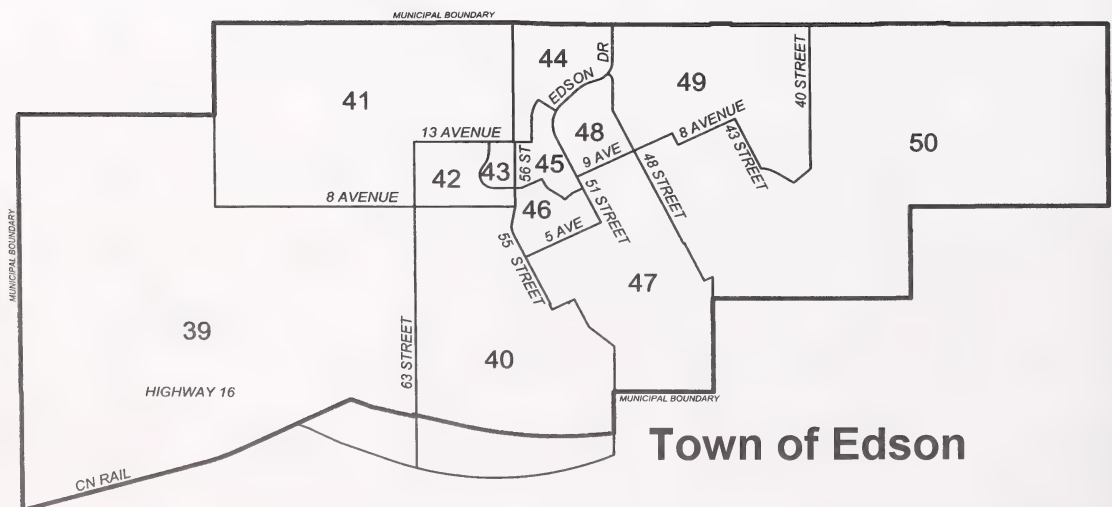 MUNICIPAL BOUNDARY
44
EDSON DR
49
40 STREET
41
13 AVENUE
48
8 AVENUE
43 STREET
50
42
43
56 ST
45
9 AVE
48 STREET
8 AVENUE
46
51 STREET
5 AVE
55 STREET
47
MUNICIPAL BOUNDARY
39
63 STREET
40
HIGHWAY 16
MUNICIPAL BOUNDARY
Town of Edson
CN RAIL